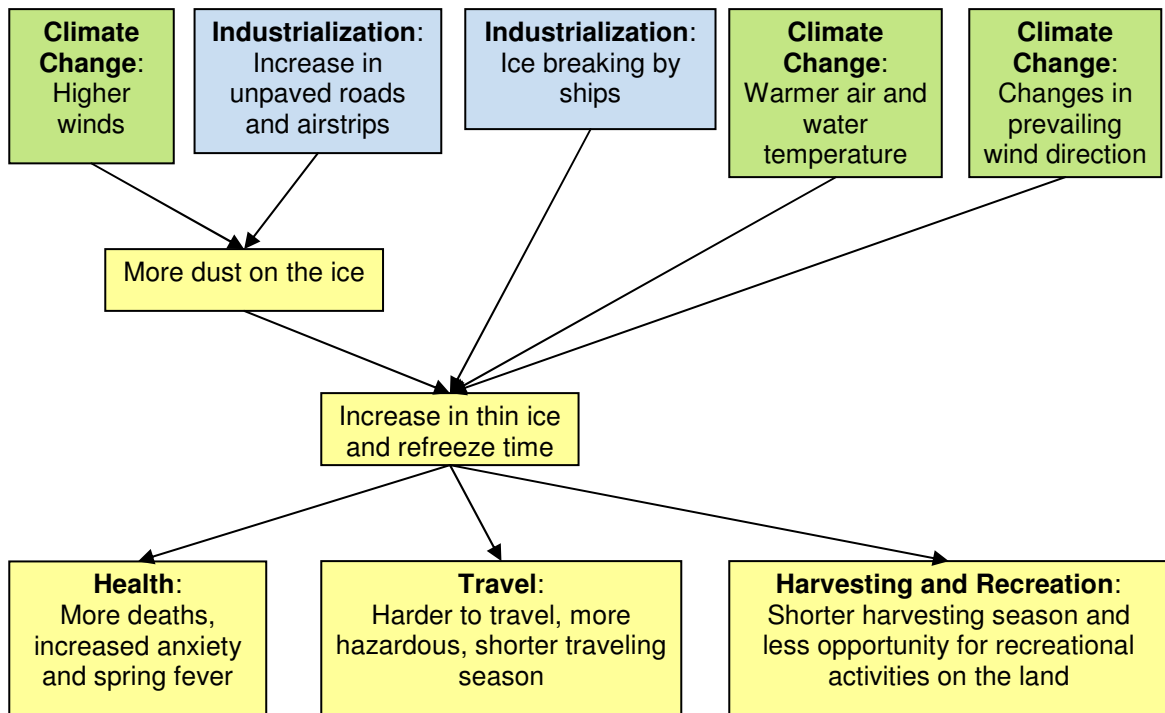 Climate
Change:
Higher
winds
Industrialization:
Increase in
unpaved roads
and airstrips
Industrialization:
Ice breaking by
ships
Climate
Change:
Warmer air and
water
temperature
Climate
Change:
Changes in
prevailing
wind direction
More dust on the ice
Increase in thin ice
and refreeze time
Health:
More deaths,
increased anxiety
and spring fever
Travel:
Harder to travel, more
hazardous, shorter traveling
season
Harvesting and Recreation:
Shorter harvesting season and
less opportunity for recreational
activities on the land